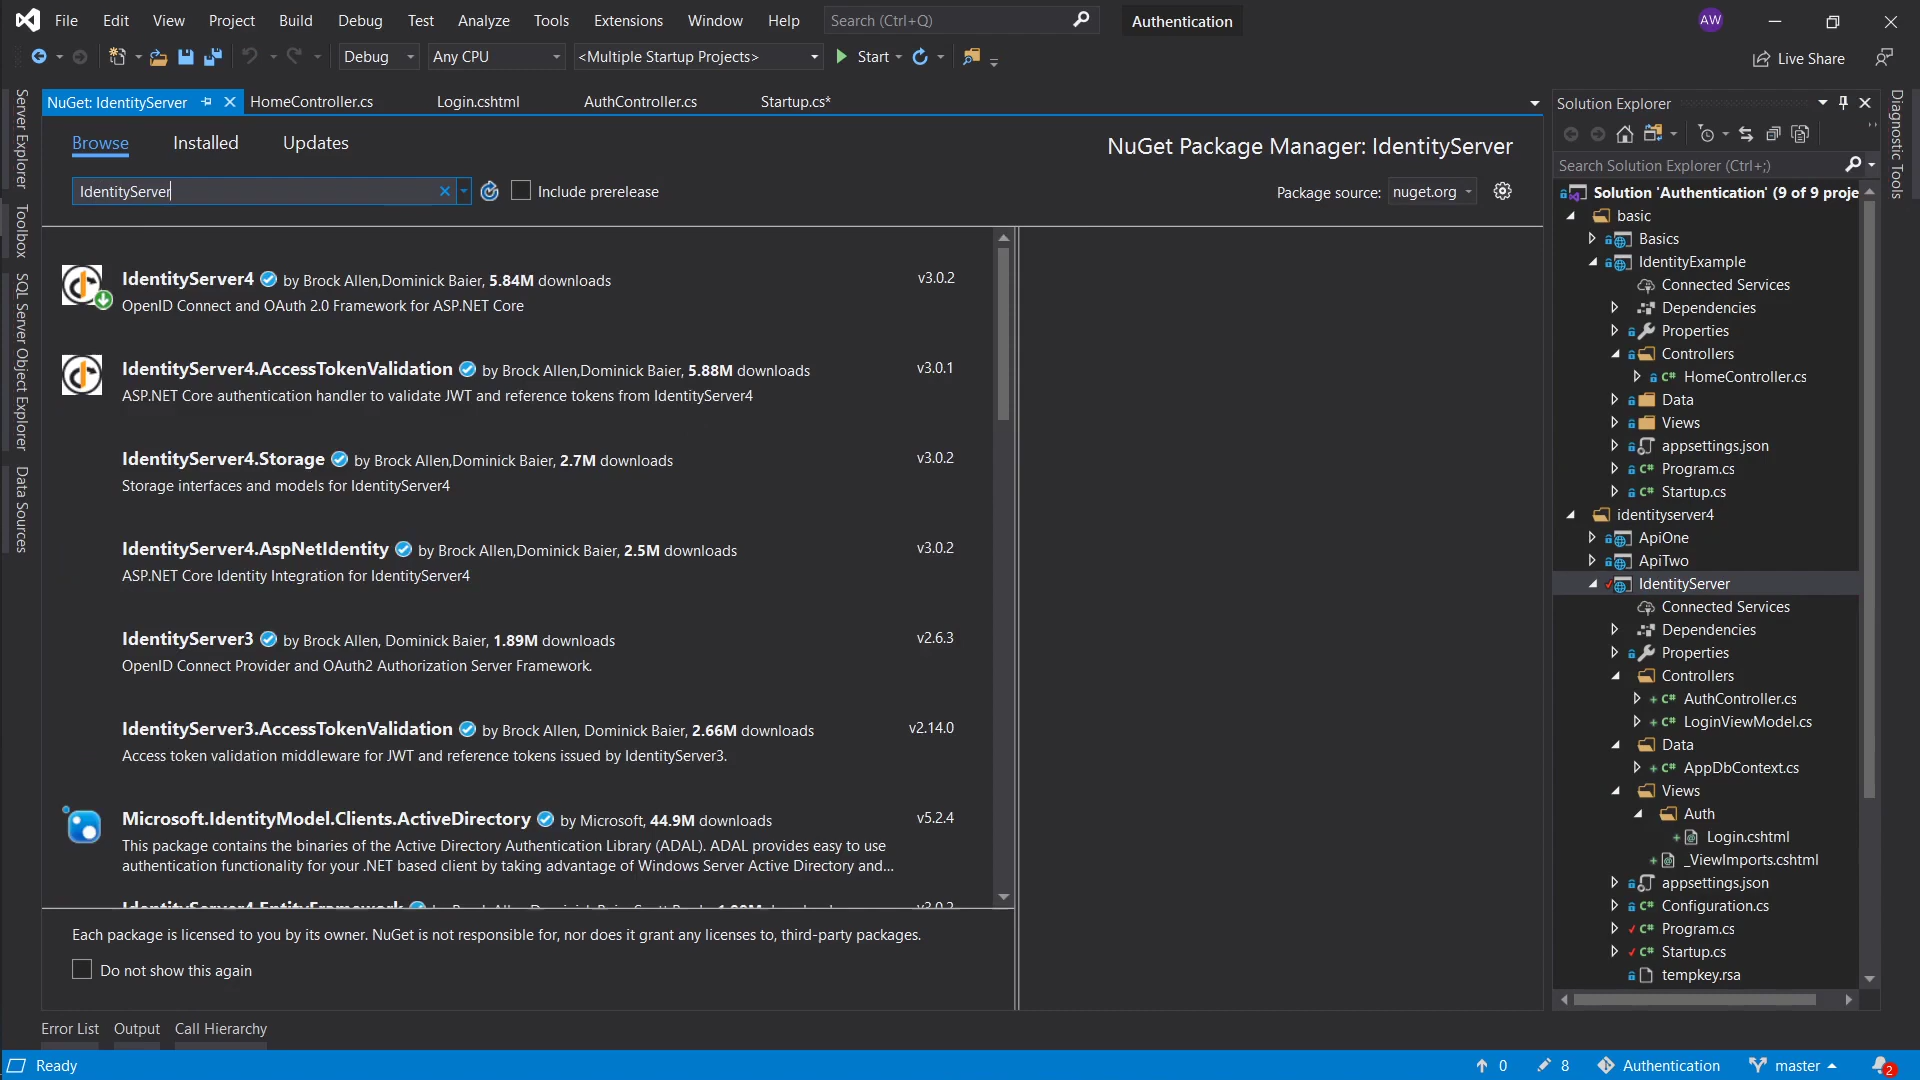 File Edit View Project Build Debug Test Analyze Tools Extensions Window Help Search (Ctrl+Q) Authentication AW
Debug Any CPU <Multiple Startup Projects> Start Live Share
Server Explorer
Toolbox
SQL Server Object Explorer
Data Sources
NuGet: IdentityServer HomeController.cs Login.cshtml AuthController.cs Startup.cs*
Browse Installed Updates
NuGet Package Manager: IdentityServer
IdentityServer Include prerelease
Package source: nuget.org
IdentityServer4 by Brock Allen,Dominick Baier, 5.84M downloads v3.0.2
OpenID Connect and OAuth 2.0 Framework for ASP.NET Core
IdentityServer4.AccessTokenValidation by Brock Allen,Dominick Baier, 5.88M downloads v3.0.1
ASP.NET Core authentication handler to validate JWT and reference tokens from IdentityServer4
IdentityServer4.Storage by Brock Allen,Dominick Baier, 2.7M downloads v3.0.2
Storage interfaces and models for IdentityServer4
IdentityServer4.AspNetIdentity by Brock Allen,Dominick Baier, 2.5M downloads v3.0.2
ASP.NET Core Identity Integration for IdentityServer4
IdentityServer3 by Brock Allen, Dominick Baier, 1.89M downloads v2.6.3
OpenID Connect Provider and OAuth2 Authorization Server Framework.
IdentityServer3.AccessTokenValidation by Brock Allen, Dominick Baier, 2.66M downloads v2.14.0
Access token validation middleware for JWT and reference tokens issued by IdentityServer3.
Microsoft.IdentityModel.Clients.ActiveDirectory by Microsoft, 44.9M downloads v5.2.4
This package contains the binaries of the Active Directory Authentication Library (ADAL). ADAL provides easy to use
authentication functionality for your .NET based client by taking advantage of Windows Server Active Directory and...
IdentityServer4.EntityFramework
Each package is licensed to you by its owner. NuGet is not responsible for, nor does it grant any licenses to, third-party packages.
Do not show this again
Solution Explorer
Search Solution Explorer (Ctrl+;)
Solution 'Authentication' (9 of 9 proje
basic
Basics
IdentityExample
Connected Services
Dependencies
Properties
Controllers
C# HomeController.cs
Data
Views
appsettings.json
C# Program.cs
C# Startup.cs
identityserver4
ApiOne
ApiTwo
IdentityServer
Connected Services
Dependencies
Properties
Controllers
C# AuthController.cs
C# LoginViewModel.cs
Data
C# AppDbContext.cs
Views
Auth
Login.cshtml
_ViewImports.cshtml
appsettings.json
C# Configuration.cs
C# Program.cs
C# Startup.cs
tempkey.rsa
Diagnostic Tools
Error List Output Call Hierarchy
Ready 0 8 Authentication master 2